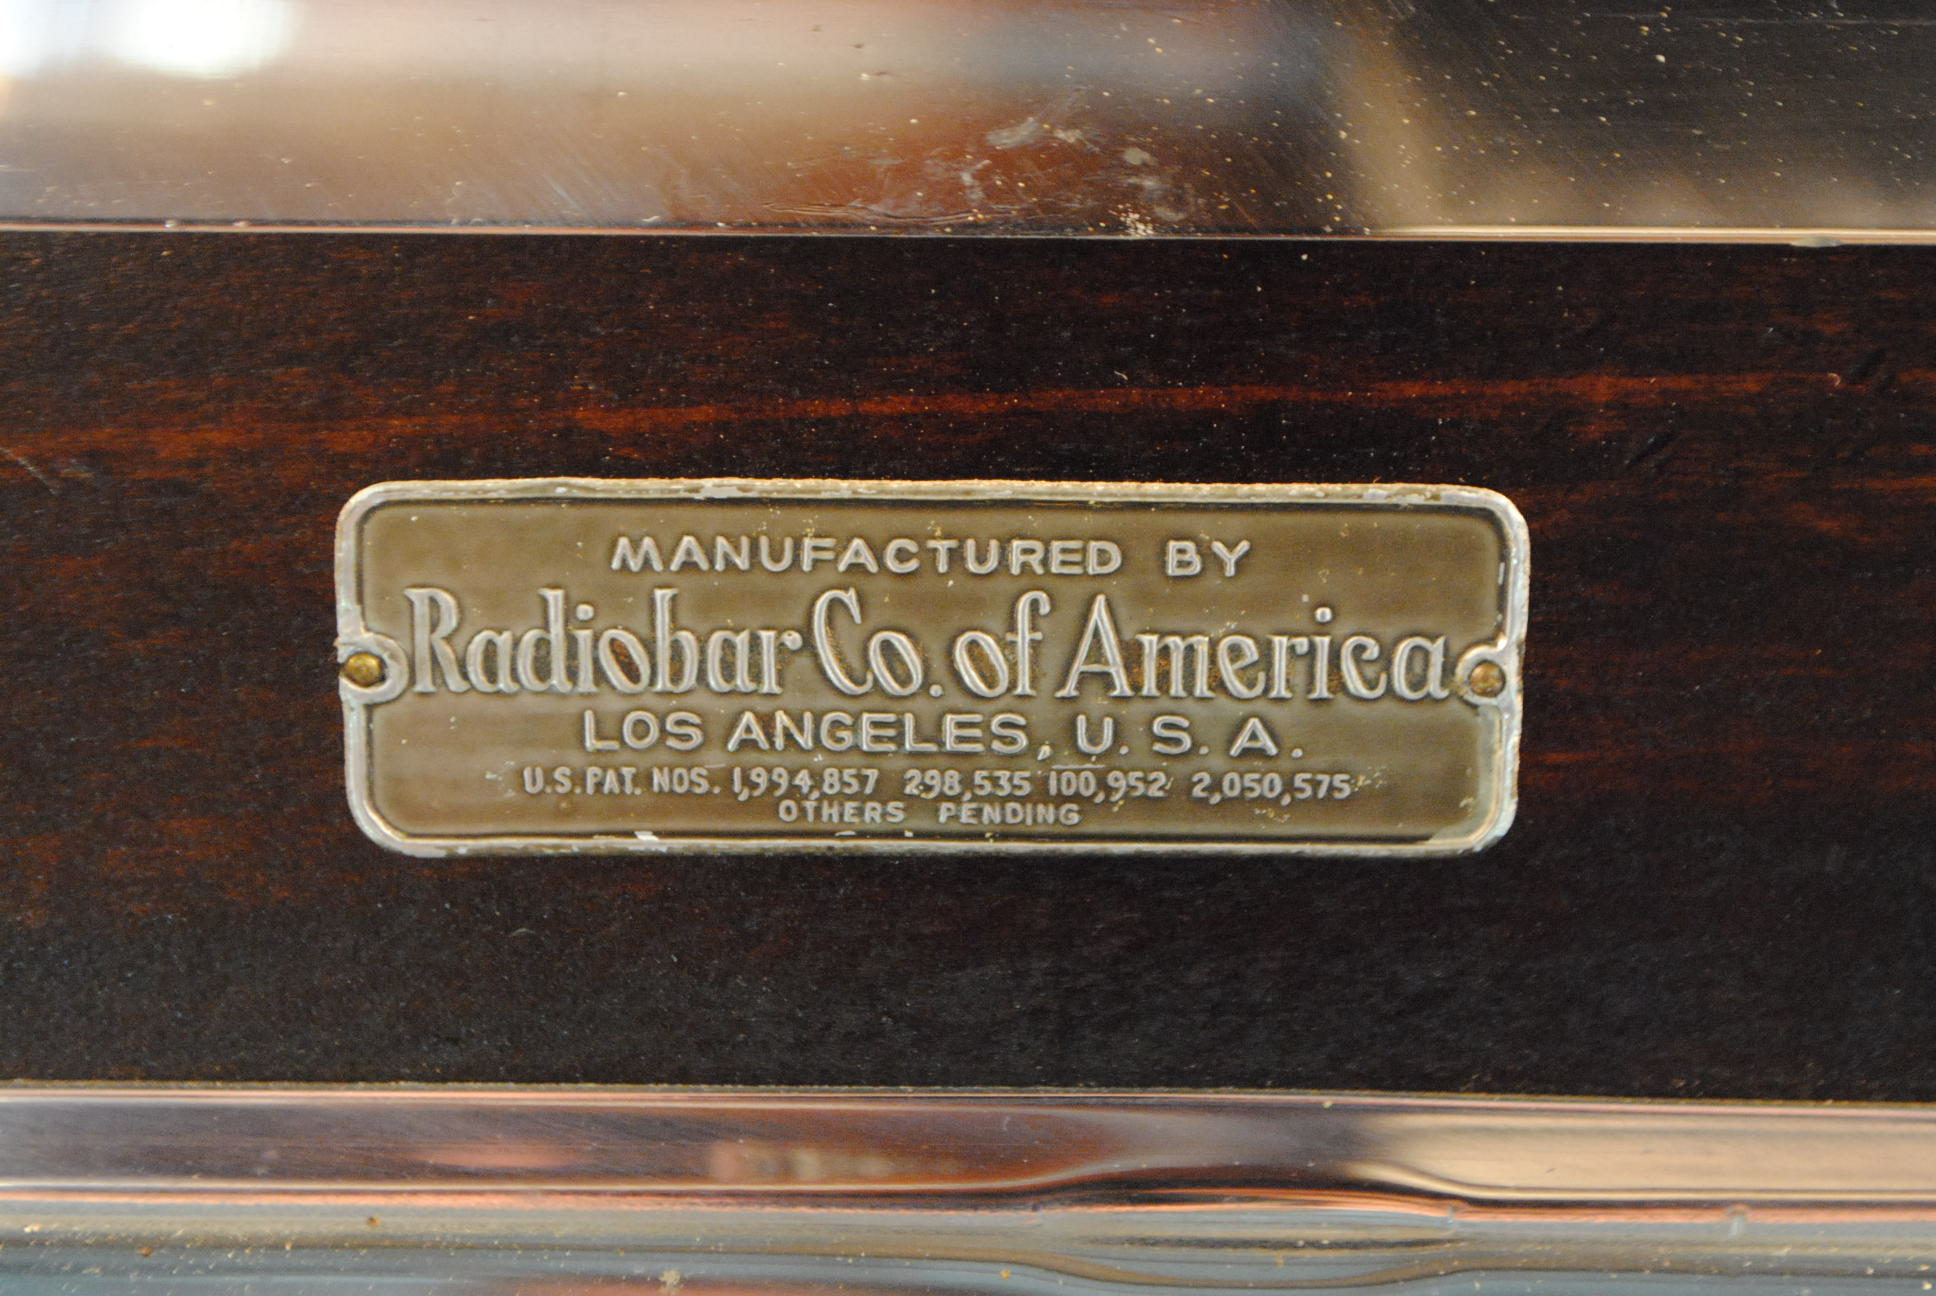 MANUFACTURED BY
Radiobar Co. of America
LOS ANGELES, U. S. A.
U.S. PAT. NOS. 1,994,857 298,535 100,952 2,050,575
OTHERS PENDING